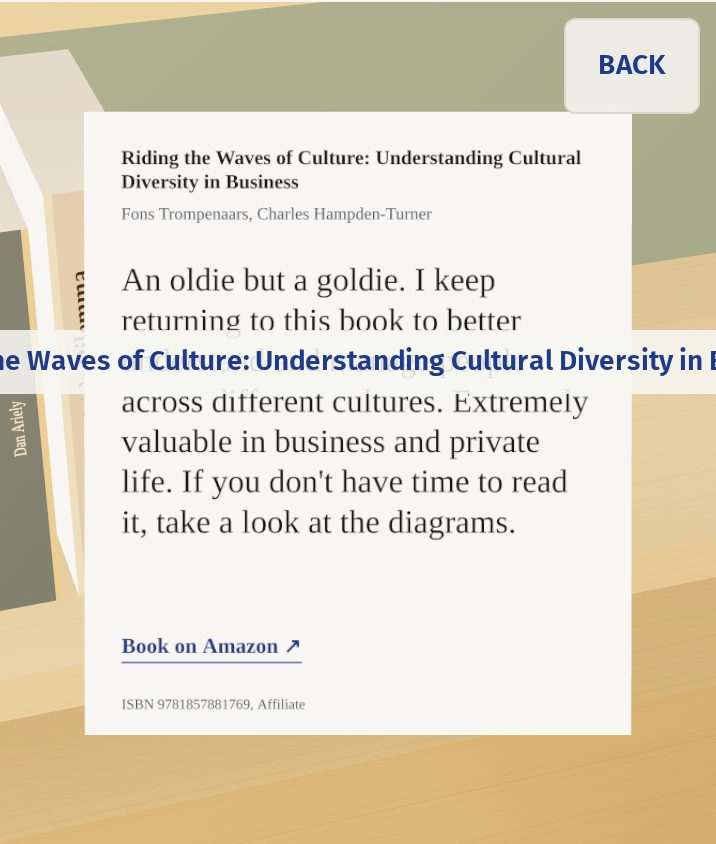 BACK
Riding the Waves of Culture: Understanding Cultural
Diversity in Business
Fons Trompenaars, Charles Hampden-Turner
An oldie but a goldie. I keep
returning to this book to better
he Waves of Culture: Understanding Cultural Diversity in B
across different cultures. Extremely
valuable in business and private
life. If you don't have time to read
it, take a look at the diagrams.
Book on Amazon ↗
ISBN 9781857881769, Affiliate
Dan Ariely